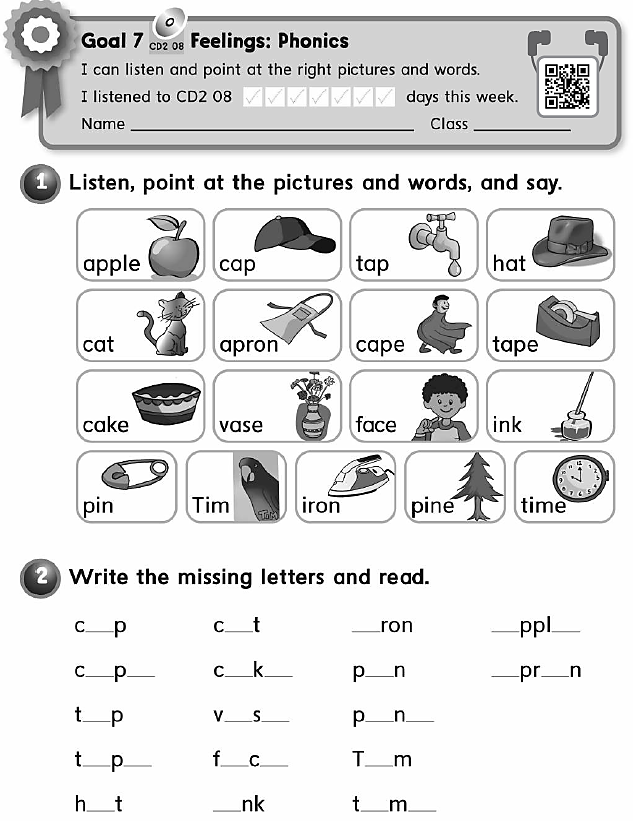 Goal 7 CD2 08 Feelings: Phonics
I can listen and point at the right pictures and words.
I listened to CD2 08 days this week.
Name ____ Class ____
1 Listen, point at the pictures and words, and say.
apple cap tap hat
cat apron cape tape
cake vase face ink
pin Tim iron pine time
2 Write the missing letters and read.
c__p c__t __ron __ppl__
c__p__ c__k__ p__n __pr__n
t__p v__s__ p__n__
t__p__ f__c__ T__m
h__t __nk t__m__